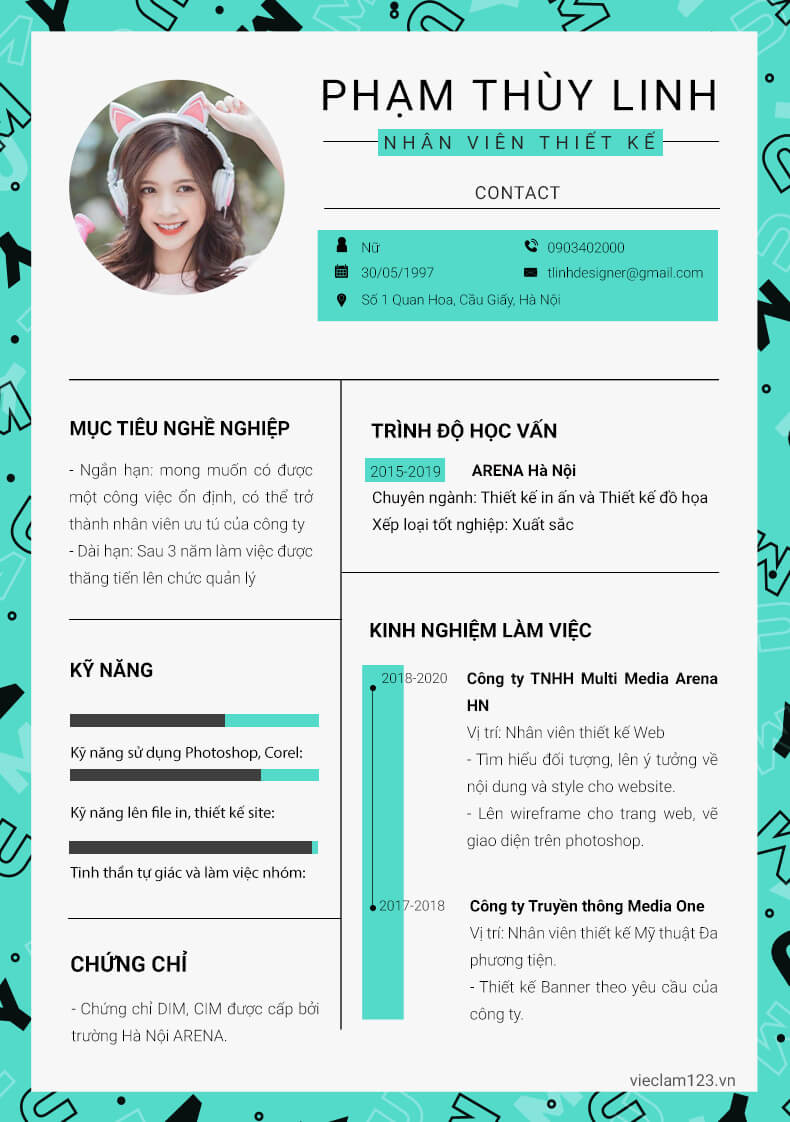 PHẠM THÙY LINH
NHÂN VIÊN THIẾT KẾ
CONTACT
Nữ
0903402000
30/05/1997
tlinhdesigner@gmail.com
Số 1 Quan Hoa, Cầu Giấy, Hà Nội
MỤC TIÊU NGHỀ NGHIỆP
- Ngắn hạn: mong muốn có được
một công việc ổn định, có thể trở
thành nhân viên ưu tú của công ty
- Dài hạn: Sau 3 năm làm việc được
thăng tiến lên chức quản lý
KỸ NĂNG
Kỹ năng sử dụng Photoshop, Corel:
Kỹ năng lên file in, thiết kế site:
Tinh thần tự giác và làm việc nhóm:
CHỨNG CHỈ
- Chứng chỉ DIM, CIM được cấp bởi
trường Hà Nội ARENA.
TRÌNH ĐỘ HỌC VẤN
2015-2019 ARENA Hà Nội
Chuyên ngành: Thiết kế in ấn và Thiết kế đồ họa
Xếp loại tốt nghiệp: Xuất sắc
KINH NGHIỆM LÀM VIỆC
2018-2020 Công ty TNHH Multi Media Arena
HN
Vị trí: Nhân viên thiết kế Web
- Tìm hiểu đối tượng, lên ý tưởng về
nội dung và style cho website.
- Lên wireframe cho trang web, vẽ
giao diện trên photoshop.
2017-2018 Công ty Truyền thông Media One
Vị trí: Nhân viên thiết kế Mỹ thuật Đa
phương tiện.
- Thiết kế Banner theo yêu cầu của
công ty.
vieclam123.vn